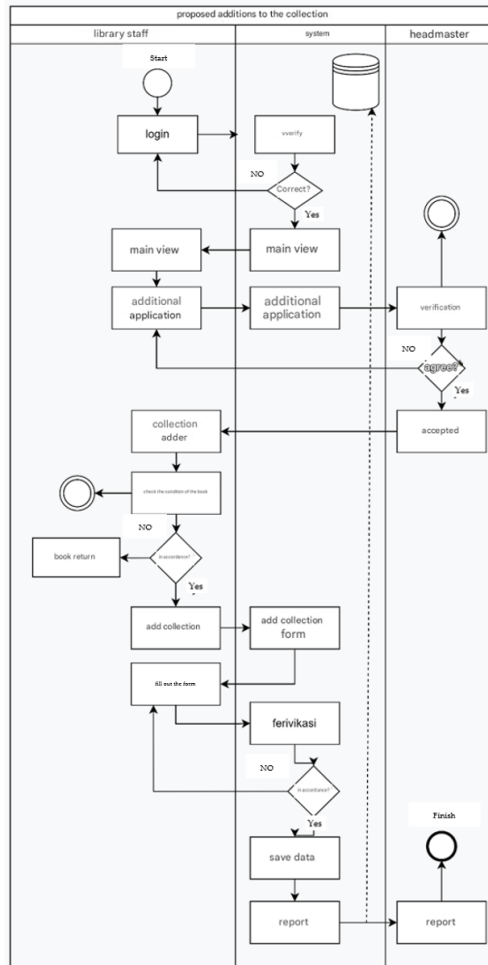 proposed additions to the collection
library staff
system
headmaster
Start
login
vverify
NO
Correct?
Yes
main view
main view
additional
application
additional
application
verification
NO
agree?
Yes
collection
adder
accepted
check the condition of the book
NO
book return
in accordance?
Yes
add collection
add collection
form
fill out the form
ferivikasi
NO
in accordance?
Yes
Finish
save data
report
report